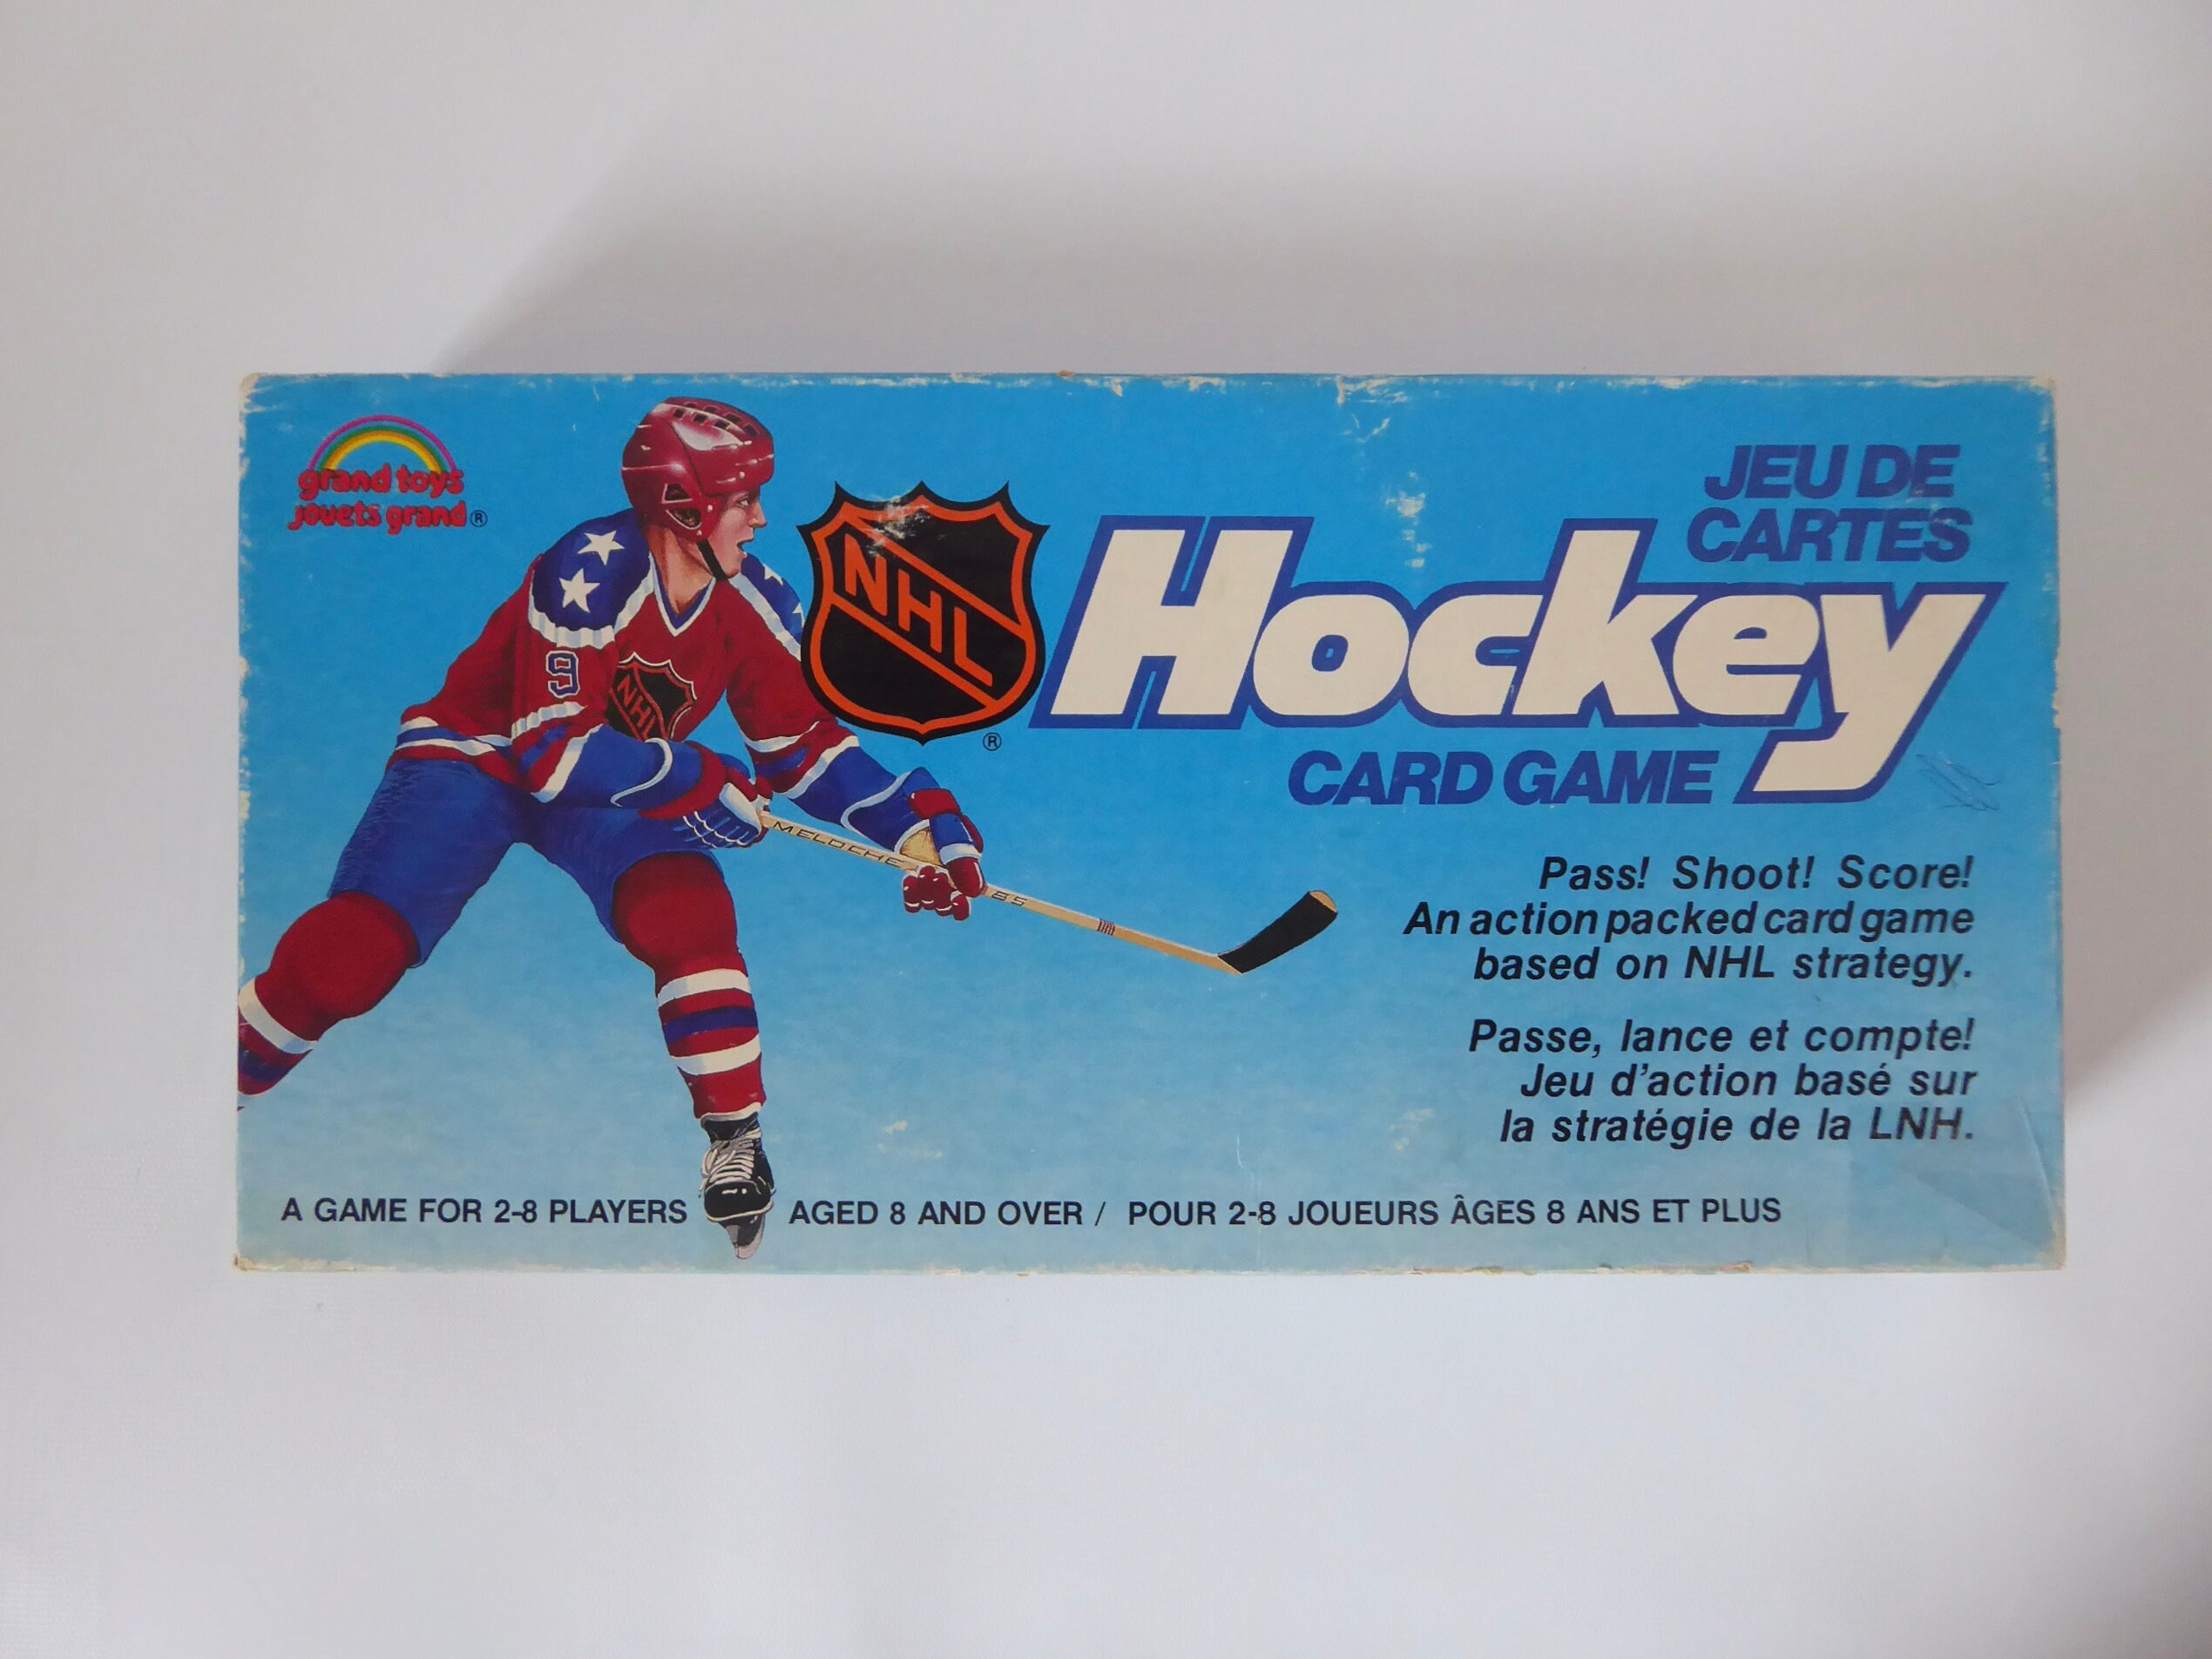 grand toys
jouets grand®
9
NHL
NHL
®
JEU DE
CARTES
Hockey
CARD GAME
MELOCHE 85
Pass! Shoot! Score!
An action packed card game
based on NHL strategy.
Passe, lance et compte!
Jeu d'action basé sur
la stratégie de la LNH.
A GAME FOR 2-8 PLAYERS AGED 8 AND OVER / POUR 2-8 JOUEURS ÂGES 8 ANS ET PLUS